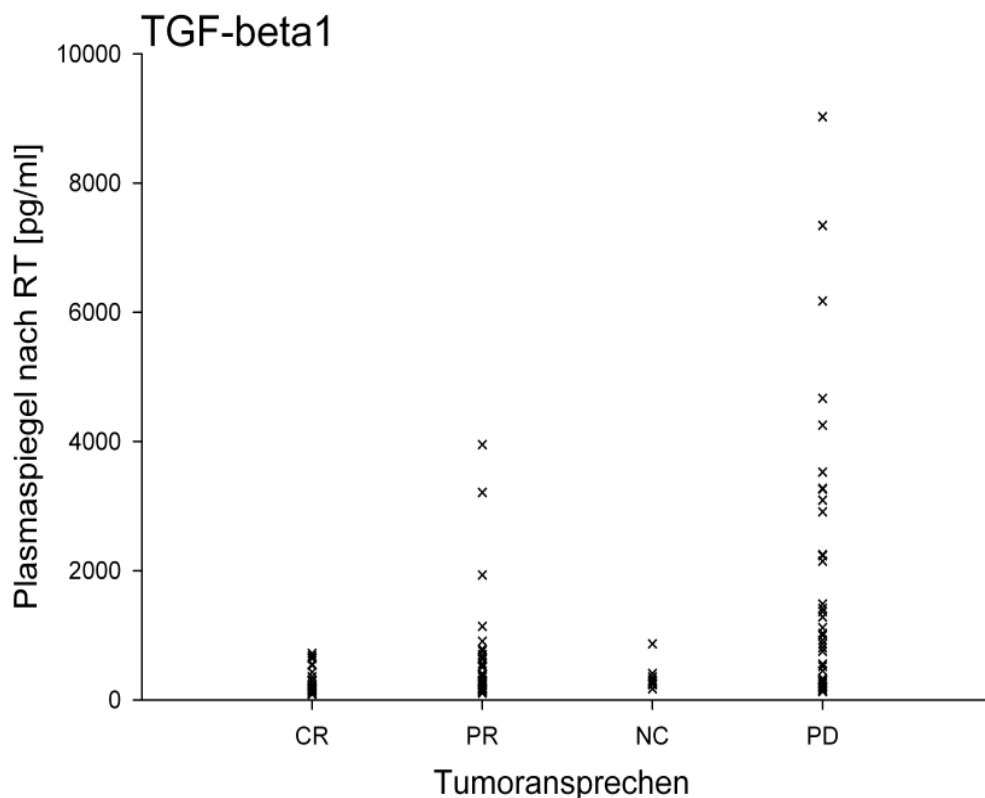 TGF-beta1
10000
8000
6000
4000
2000
0
Plasmaspiegel nach RT [pg/ml]
CR PR NC PD
Tumoransprechen